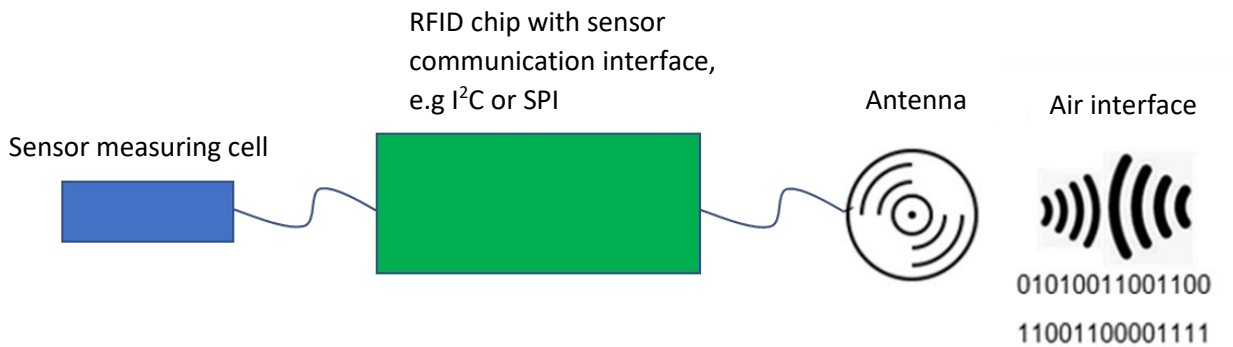 RFID chip with sensor
communication interface,
e.g I²C or SPI
Antenna
Air interface
Sensor measuring cell
01010011001100
11001100001111